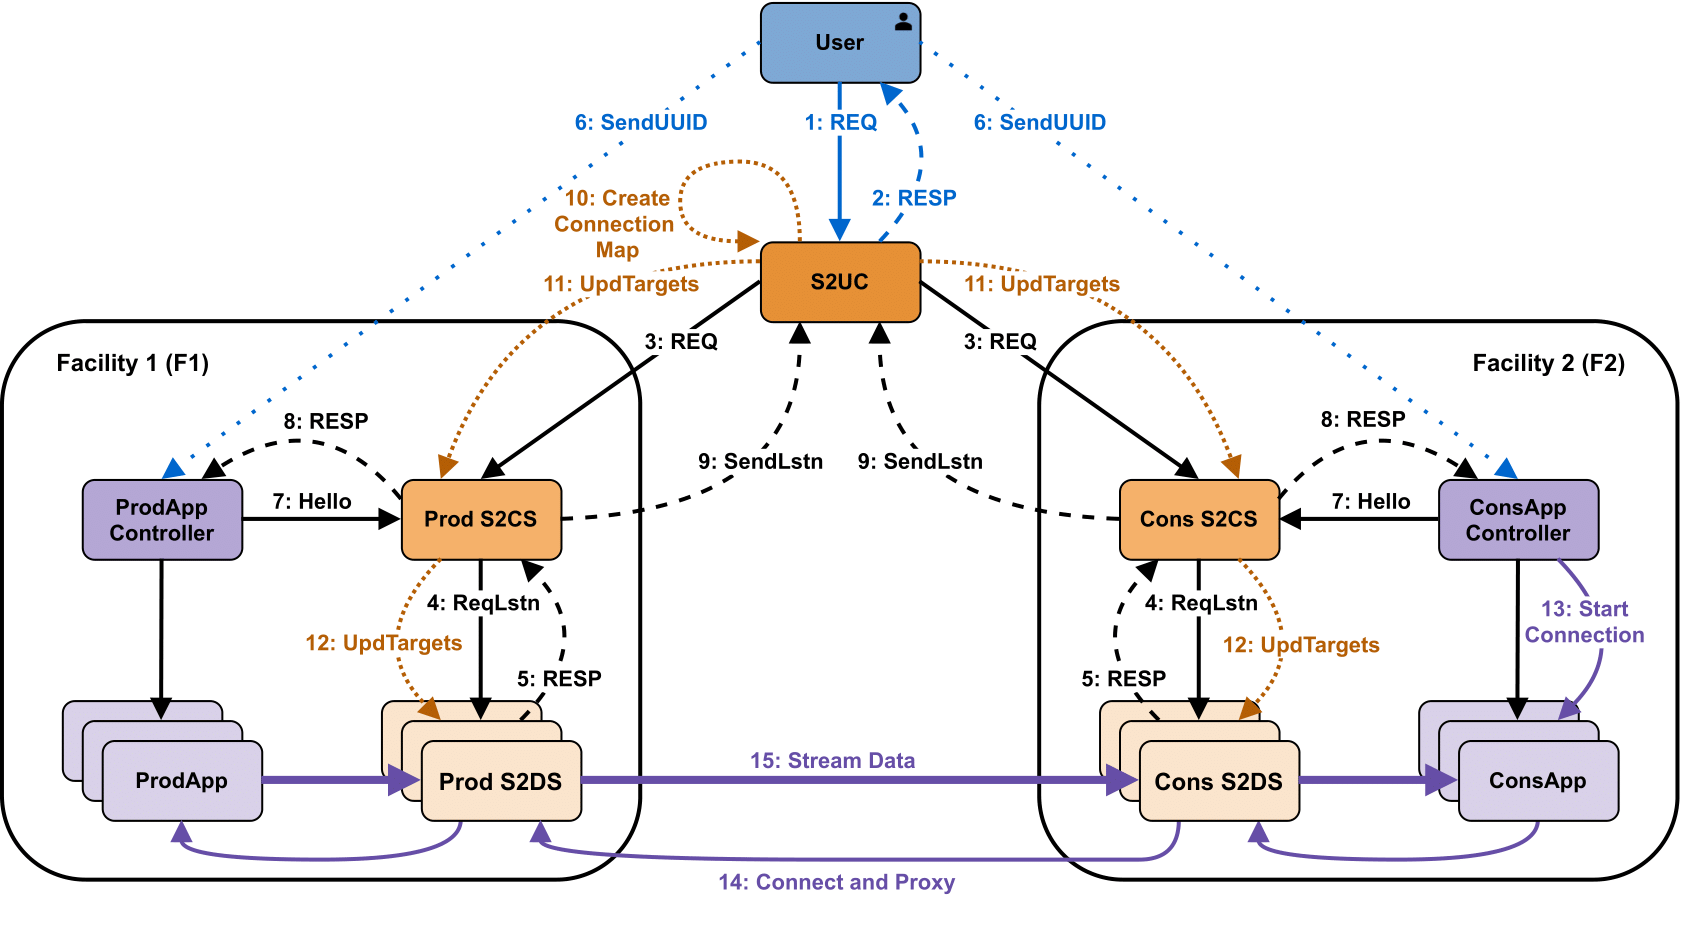 User
6: SendUUID
1: REQ
6: SendUUID
2: RESP
10: Create
Connection
Map
S2UC
11: UpdTargets
11: UpdTargets
3: REQ
3: REQ
Facility 1 (F1)
Facility 2 (F2)
8: RESP
8: RESP
9: SendLstn
9: SendLstn
7: Hello
7: Hello
ProdApp
Controller
Prod S2CS
Cons S2CS
ConsApp
Controller
4: ReqLstn
4: ReqLstn
13: Start
Connection
12: UpdTargets
12: UpdTargets
5: RESP
5: RESP
15: Stream Data
ProdApp
Prod S2DS
Cons S2DS
ConsApp
14: Connect and Proxy